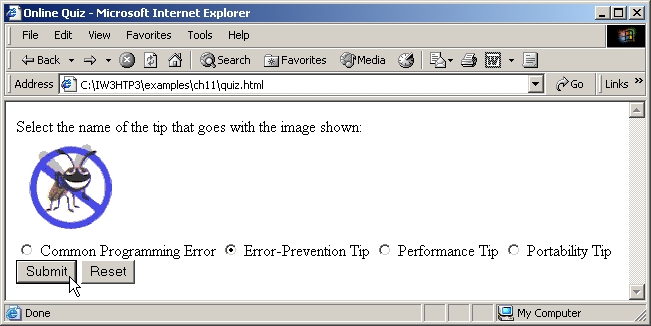 Online Quiz - Microsoft Internet Explorer
File Edit View Favorites Tools Help
Back Search Favorites Media
Address C:\IW3HTP3\examples\ch11\quiz.html Go Links »
Select the name of the tip that goes with the image shown:
Common Programming Error Error-Prevention Tip Performance Tip Portability Tip
Submit Reset
Done My Computer